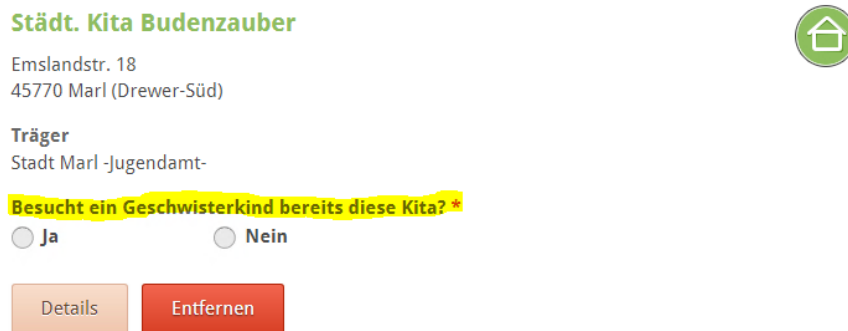 Städt. Kita Budenzauber
Emslandstr. 18
45770 Marl (Drewer-Süd)
Träger
Stadt Marl -Jugendamt-
Besucht ein Geschwisterkind bereits diese Kita? *
Ja Nein
Details Entfernen